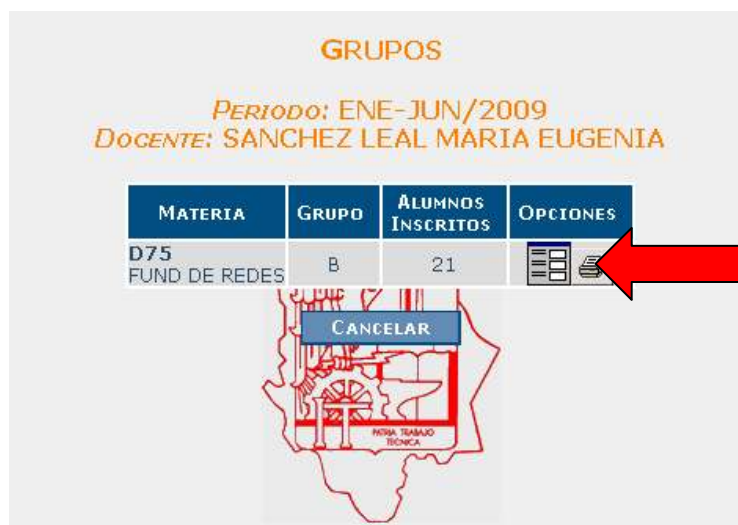 GRUPOS
PERIODO: ENE-JUN/2009
DOCENTE: SANCHEZ LEAL MARIA EUGENIA
MATERIA GRUPO ALUMNOS INSCRITOS OPCIONES
D75
FUND DE REDES B 21
CANCELAR
PATRIA TRABAJO
TECNICA